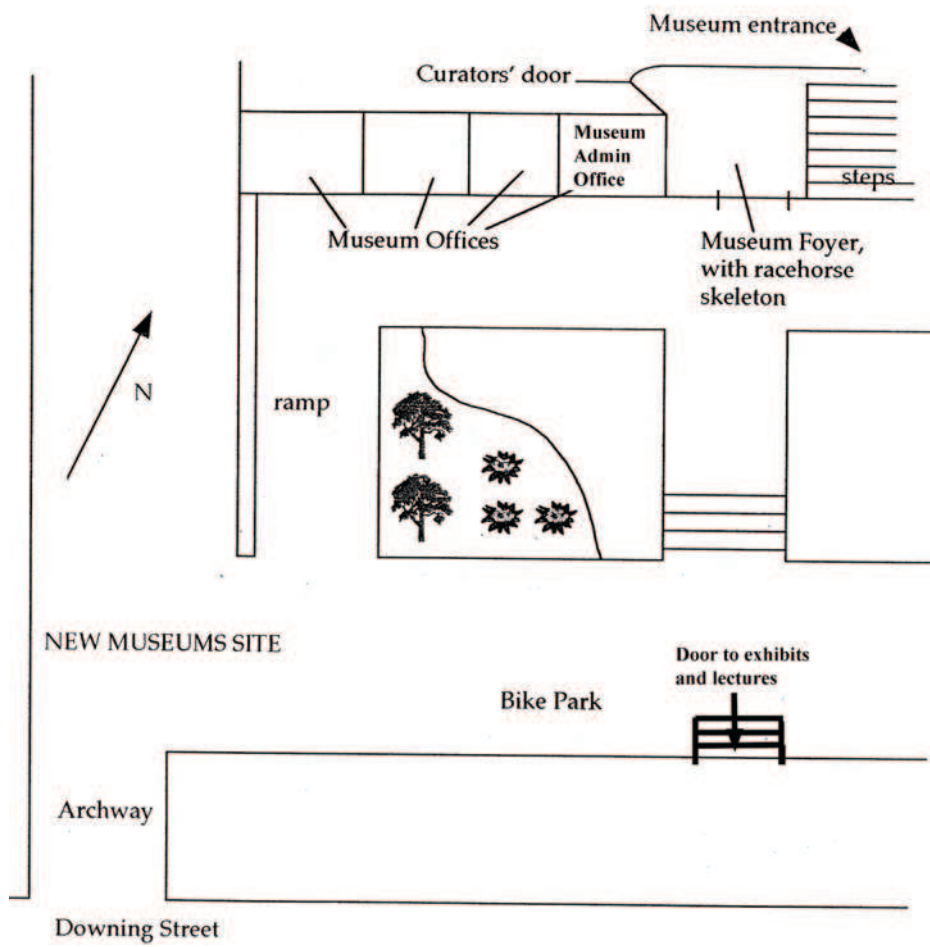 Museum entrance
Curators' door
Museum
Admin
Office
steps
Museum Offices
Museum Foyer,
with racehorse
skeleton
N
ramp
NEW MUSEUMS SITE
Door to exhibits
and lectures
Bike Park
Archway
Downing Street